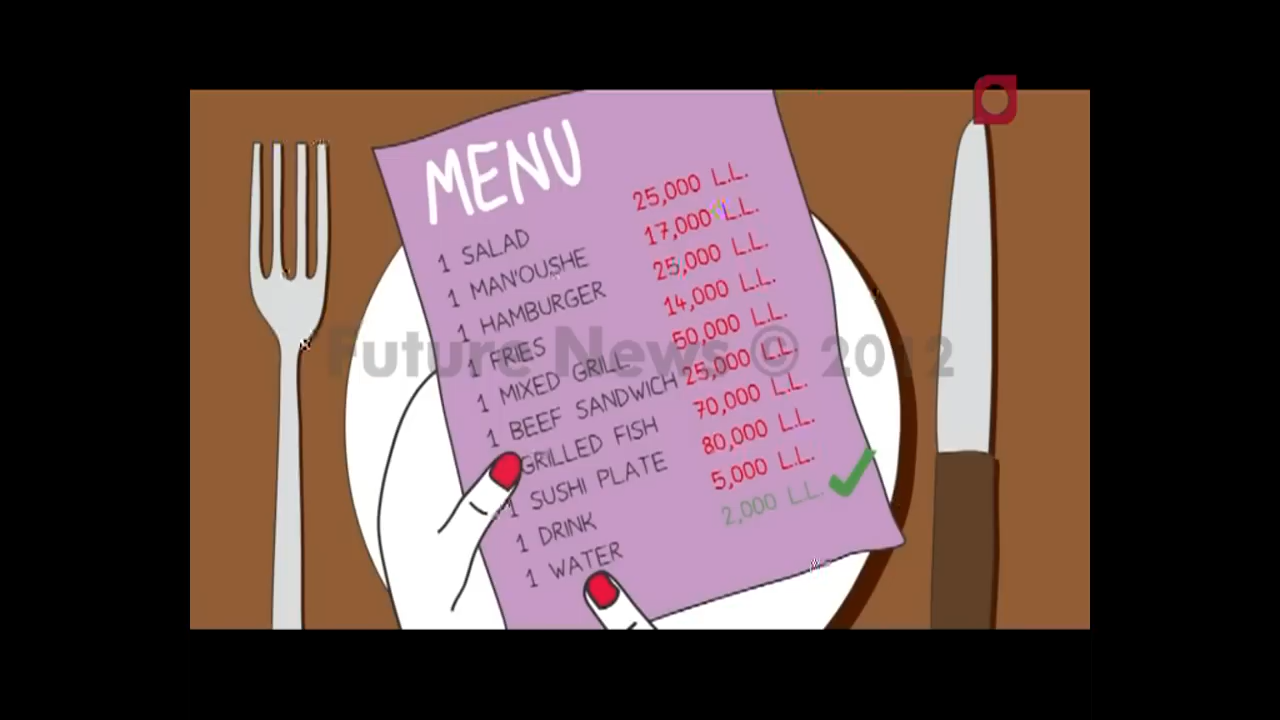 MENU
1 SALAD 25,000 L.L.
1 MAN'OUSHE 17,000 L.L.
1 HAMBURGER 25,000 L.L.
1 FRIES 14,000 L.L.
1 MIXED GRILL 50,000 L.L.
1 BEEF SANDWICH 25,000 L.L.
GRILLED FISH 70,000 L.L.
1 SUSHI PLATE 80,000 L.L.
1 DRINK 5,000 L.L.
1 WATER 2,000 L.L.
Future News © 2012